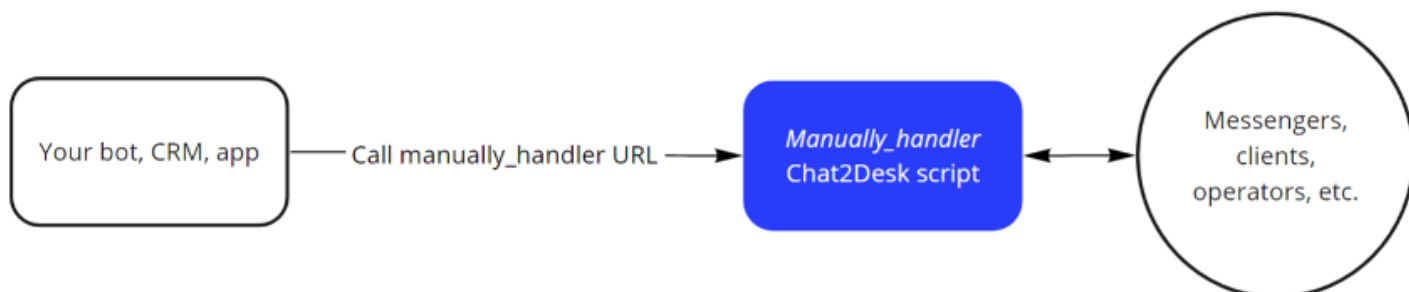 Your bot, CRM, app
Call manually_handler URL
Manually_handler
Chat2Desk script
Messengers,
clients,
operators, etc.